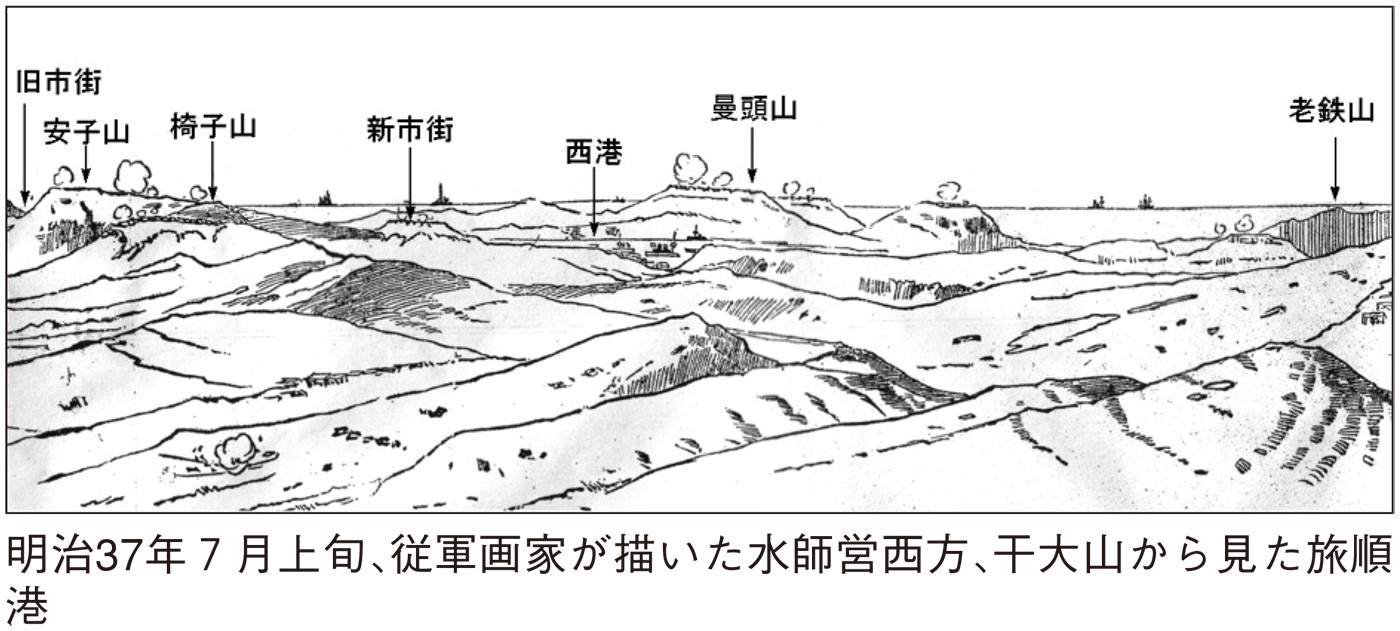 旧市街
安子山
椅子山
新市街
西港
曼頭山
老鉄山
明治37年７月上旬、従軍画家が描いた水師営西方、干大山から見た旅順
港